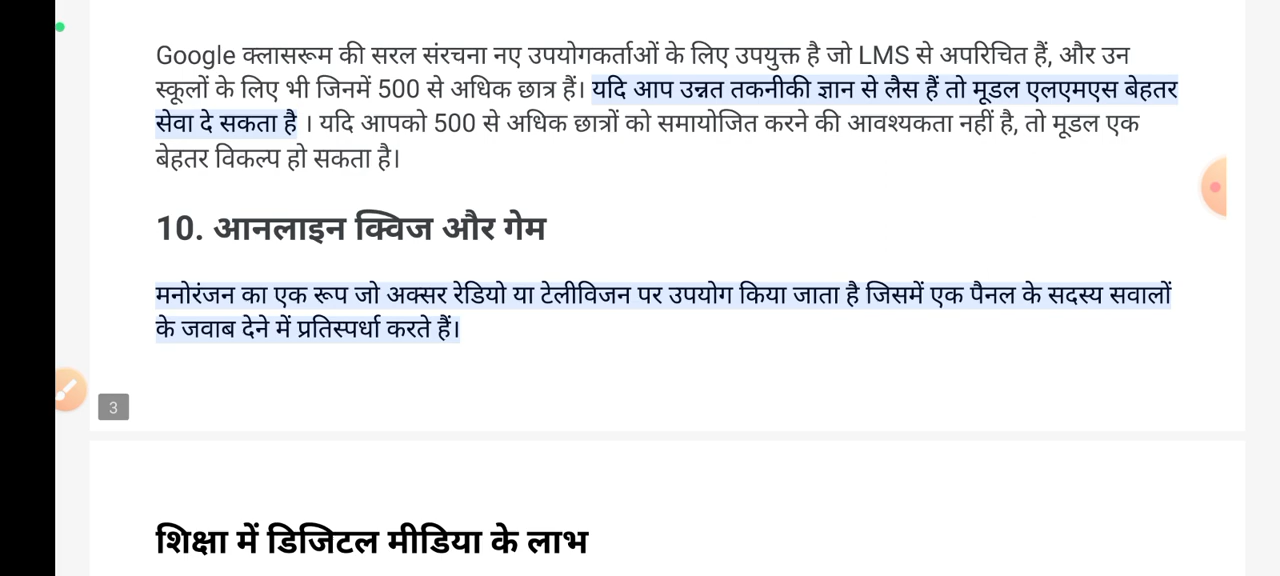 Google क्लासरूम की सरल संरचना नए उपयोगकर्ताओं के लिए उपयुक्त है जो LMS से अपरिचित हैं, और उन
स्कूलों के लिए भी जिनमें 500 से अधिक छात्र हैं। यदि आप उन्नत तकनीकी ज्ञान से लैस हैं तो मूडल एलएमएस बेहतर
सेवा दे सकता है । यदि आपको 500 से अधिक छात्रों को समायोजित करने की आवश्यकता नहीं है, तो मूडल एक
बेहतर विकल्प हो सकता है।
10. आनलाइन क्विज और गेम
मनोरंजन का एक रूप जो अक्सर रेडियो या टेलीविजन पर उपयोग किया जाता है जिसमें एक पैनल के सदस्य सवालों
के जवाब देने में प्रतिस्पर्धा करते हैं।
3
शिक्षा में डिजिटल मीडिया के लाभ